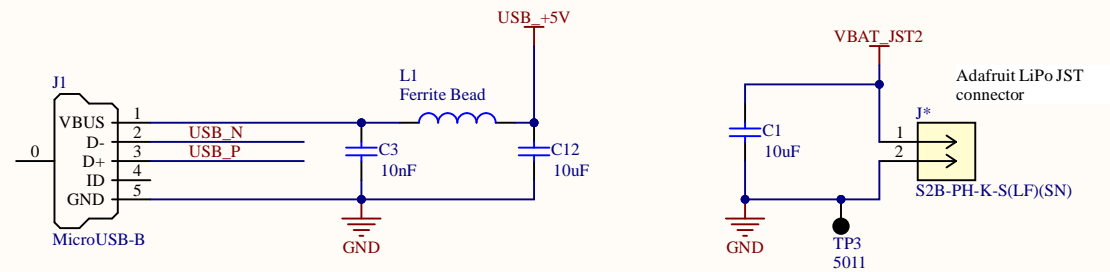 USB_+5V
VBAT_JST2
J1
L1
Ferrite Bead
Adafruit LiPo JST
connector
J*
VBUS 1
D- 2 USB_N
D+ 3 USB_P
ID 4
GND 5
0
C3
10nF
C12
10uF
C1
10uF
1
2
S2B-PH-K-S(LF)(SN)
MicroUSB-B
GND
GND
TP3
5011